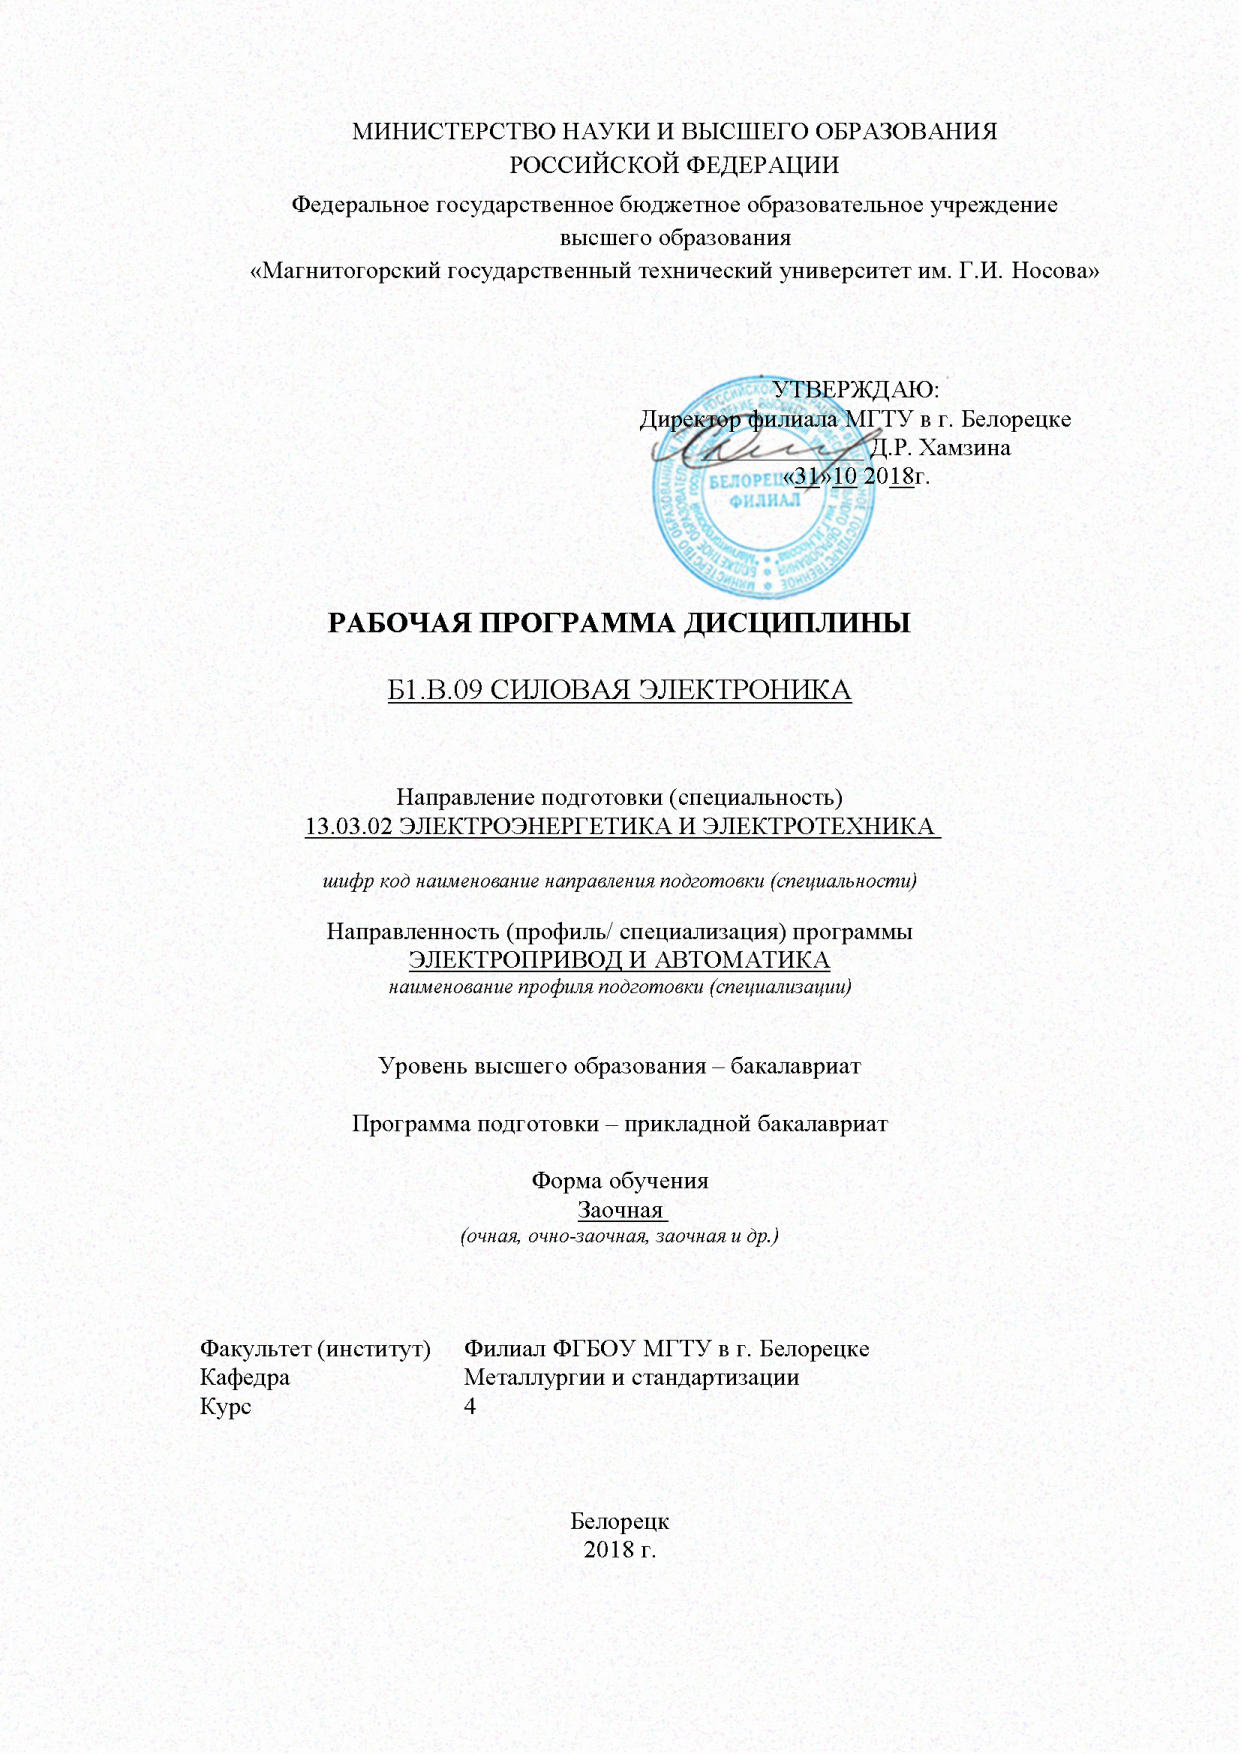 МИНИСТЕРСТВО НАУКИ И ВЫСШЕГО ОБРАЗОВАНИЯ
РОССИЙСКОЙ ФЕДЕРАЦИИ
Федеральное государственное бюджетное образовательное учреждение
высшего образования
«Магнитогорский государственный технический университет им. Г.И. Носова»
УТВЕРЖДАЮ:
Директор филиала МГТУ в г. Белорецке
Д.Р. Хамзина
«31»10 2018г.
БЕЛОРЕЦКИЙ
ФИЛИАЛ
РАБОЧАЯ ПРОГРАММА ДИСЦИПЛИНЫ
Б1.В.09 СИЛОВАЯ ЭЛЕКТРОНИКА
Направление подготовки (специальность)
13.03.02 ЭЛЕКТРОЭНЕРГЕТИКА И ЭЛЕКТРОТЕХНИКА
шифр код наименование направления подготовки (специальности)
Направленность (профиль/ специализация) программы
ЭЛЕКТРОПРИВОД И АВТОМАТИКА
наименование профиля подготовки (специализации)
Уровень высшего образования – бакалавриат
Программа подготовки – прикладной бакалавриат
Форма обучения
Заочная
(очная, очно-заочная, заочная и др.)
Факультет (институт) Филиал ФГБОУ МГТУ в г. Белорецке
Кафедра Металлургии и стандартизации
Курс 4
Белорецк
2018 г.